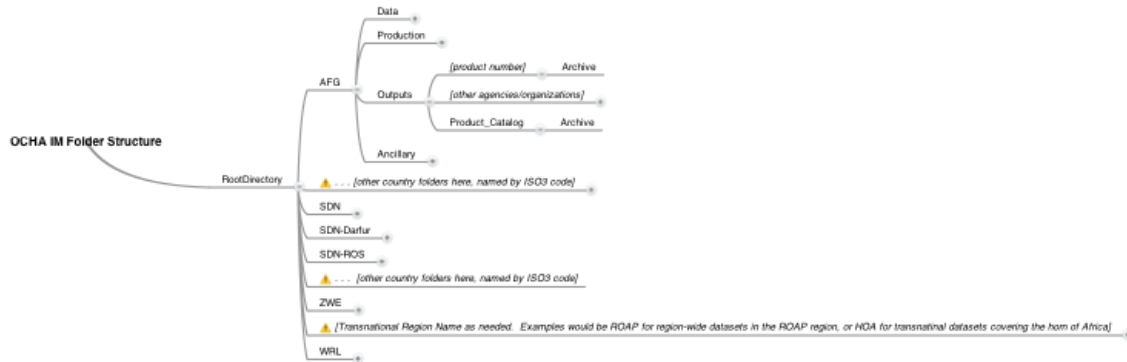 Data
Production
AFG
[product number]
Archive
Outputs
[other agencies/organizations]
Product_Catalog
Archive
OCHA IM Folder Structure
Ancillary
RootDirectory
. . . [other country folders here, named by ISO3 code]
SDN
SDN-Darfur
SDN-ROS
. . . [other country folders here, named by ISO3 code]
ZWE
[Transnational Region Name as needed. Examples would be ROAP for region-wide datasets in the ROAP region, or HOA for transnatinal datasets covering the horn of Africa]
WRL